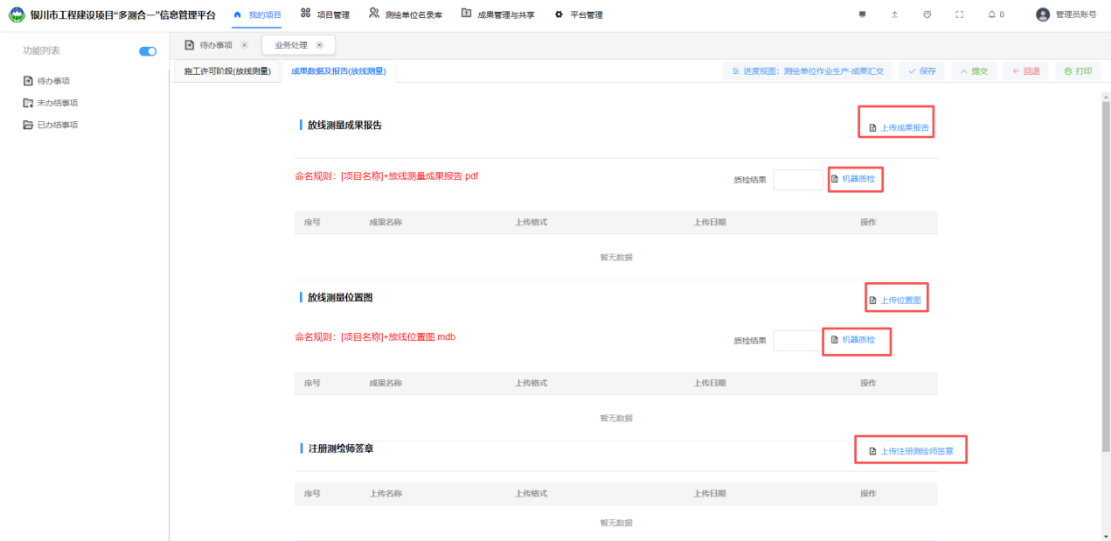 银川市工程建设项目“多测合一”信息管理平台 我的项目 项目管理 测绘单位名录库 成果管理与共享 平台管理 0 管理员账号
功能列表 待办事项 业务处理
施工许可阶段(放线测量) 成果数据及报告(放线测量) 进度视图：测绘单位作业生产-成果汇交 保存 提交 回退 打印
待办事项
未办结事项
已办结事项
放线测量成果报告 上传成果报告
命名规则：[项目名称]+放线测量成果报告.pdf 质检结果 机器质检
序号 成果名称 上传格式 上传日期 操作
暂无数据
放线测量位置图 上传位置图
命名规则：[项目名称]+放线位置图.mdb 质检结果 机器质检
序号 成果名称 上传格式 上传日期 操作
暂无数据
注册测绘师签章 上传注册测绘师签章
序号 上传名称 上传格式 上传日期 操作
暂无数据